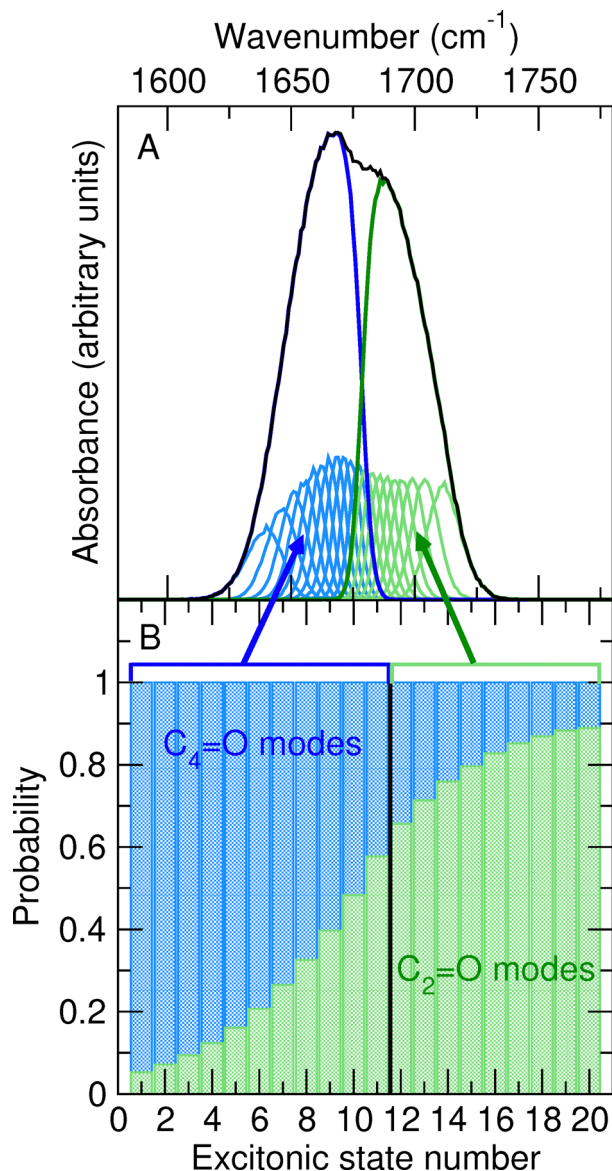 Wavenumber (cm⁻¹)
1600 1650 1700 1750
A
Absorbance (arbitrary units)
B
1
0.8
0.6
0.4
0.2
0
Probability
C₄=O modes
C₂=O modes
0 2 4 6 8 10 12 14 16 18 20
Excitonic state number